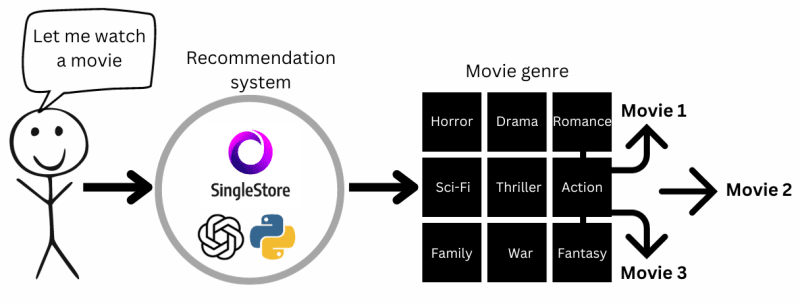 Let me watch
a movie
Recommendation
system
SingleStore
Movie genre
Horror
Drama
Romance
Sci-Fi
Thriller
Action
Family
War
Fantasy
Movie 1
Movie 2
Movie 3